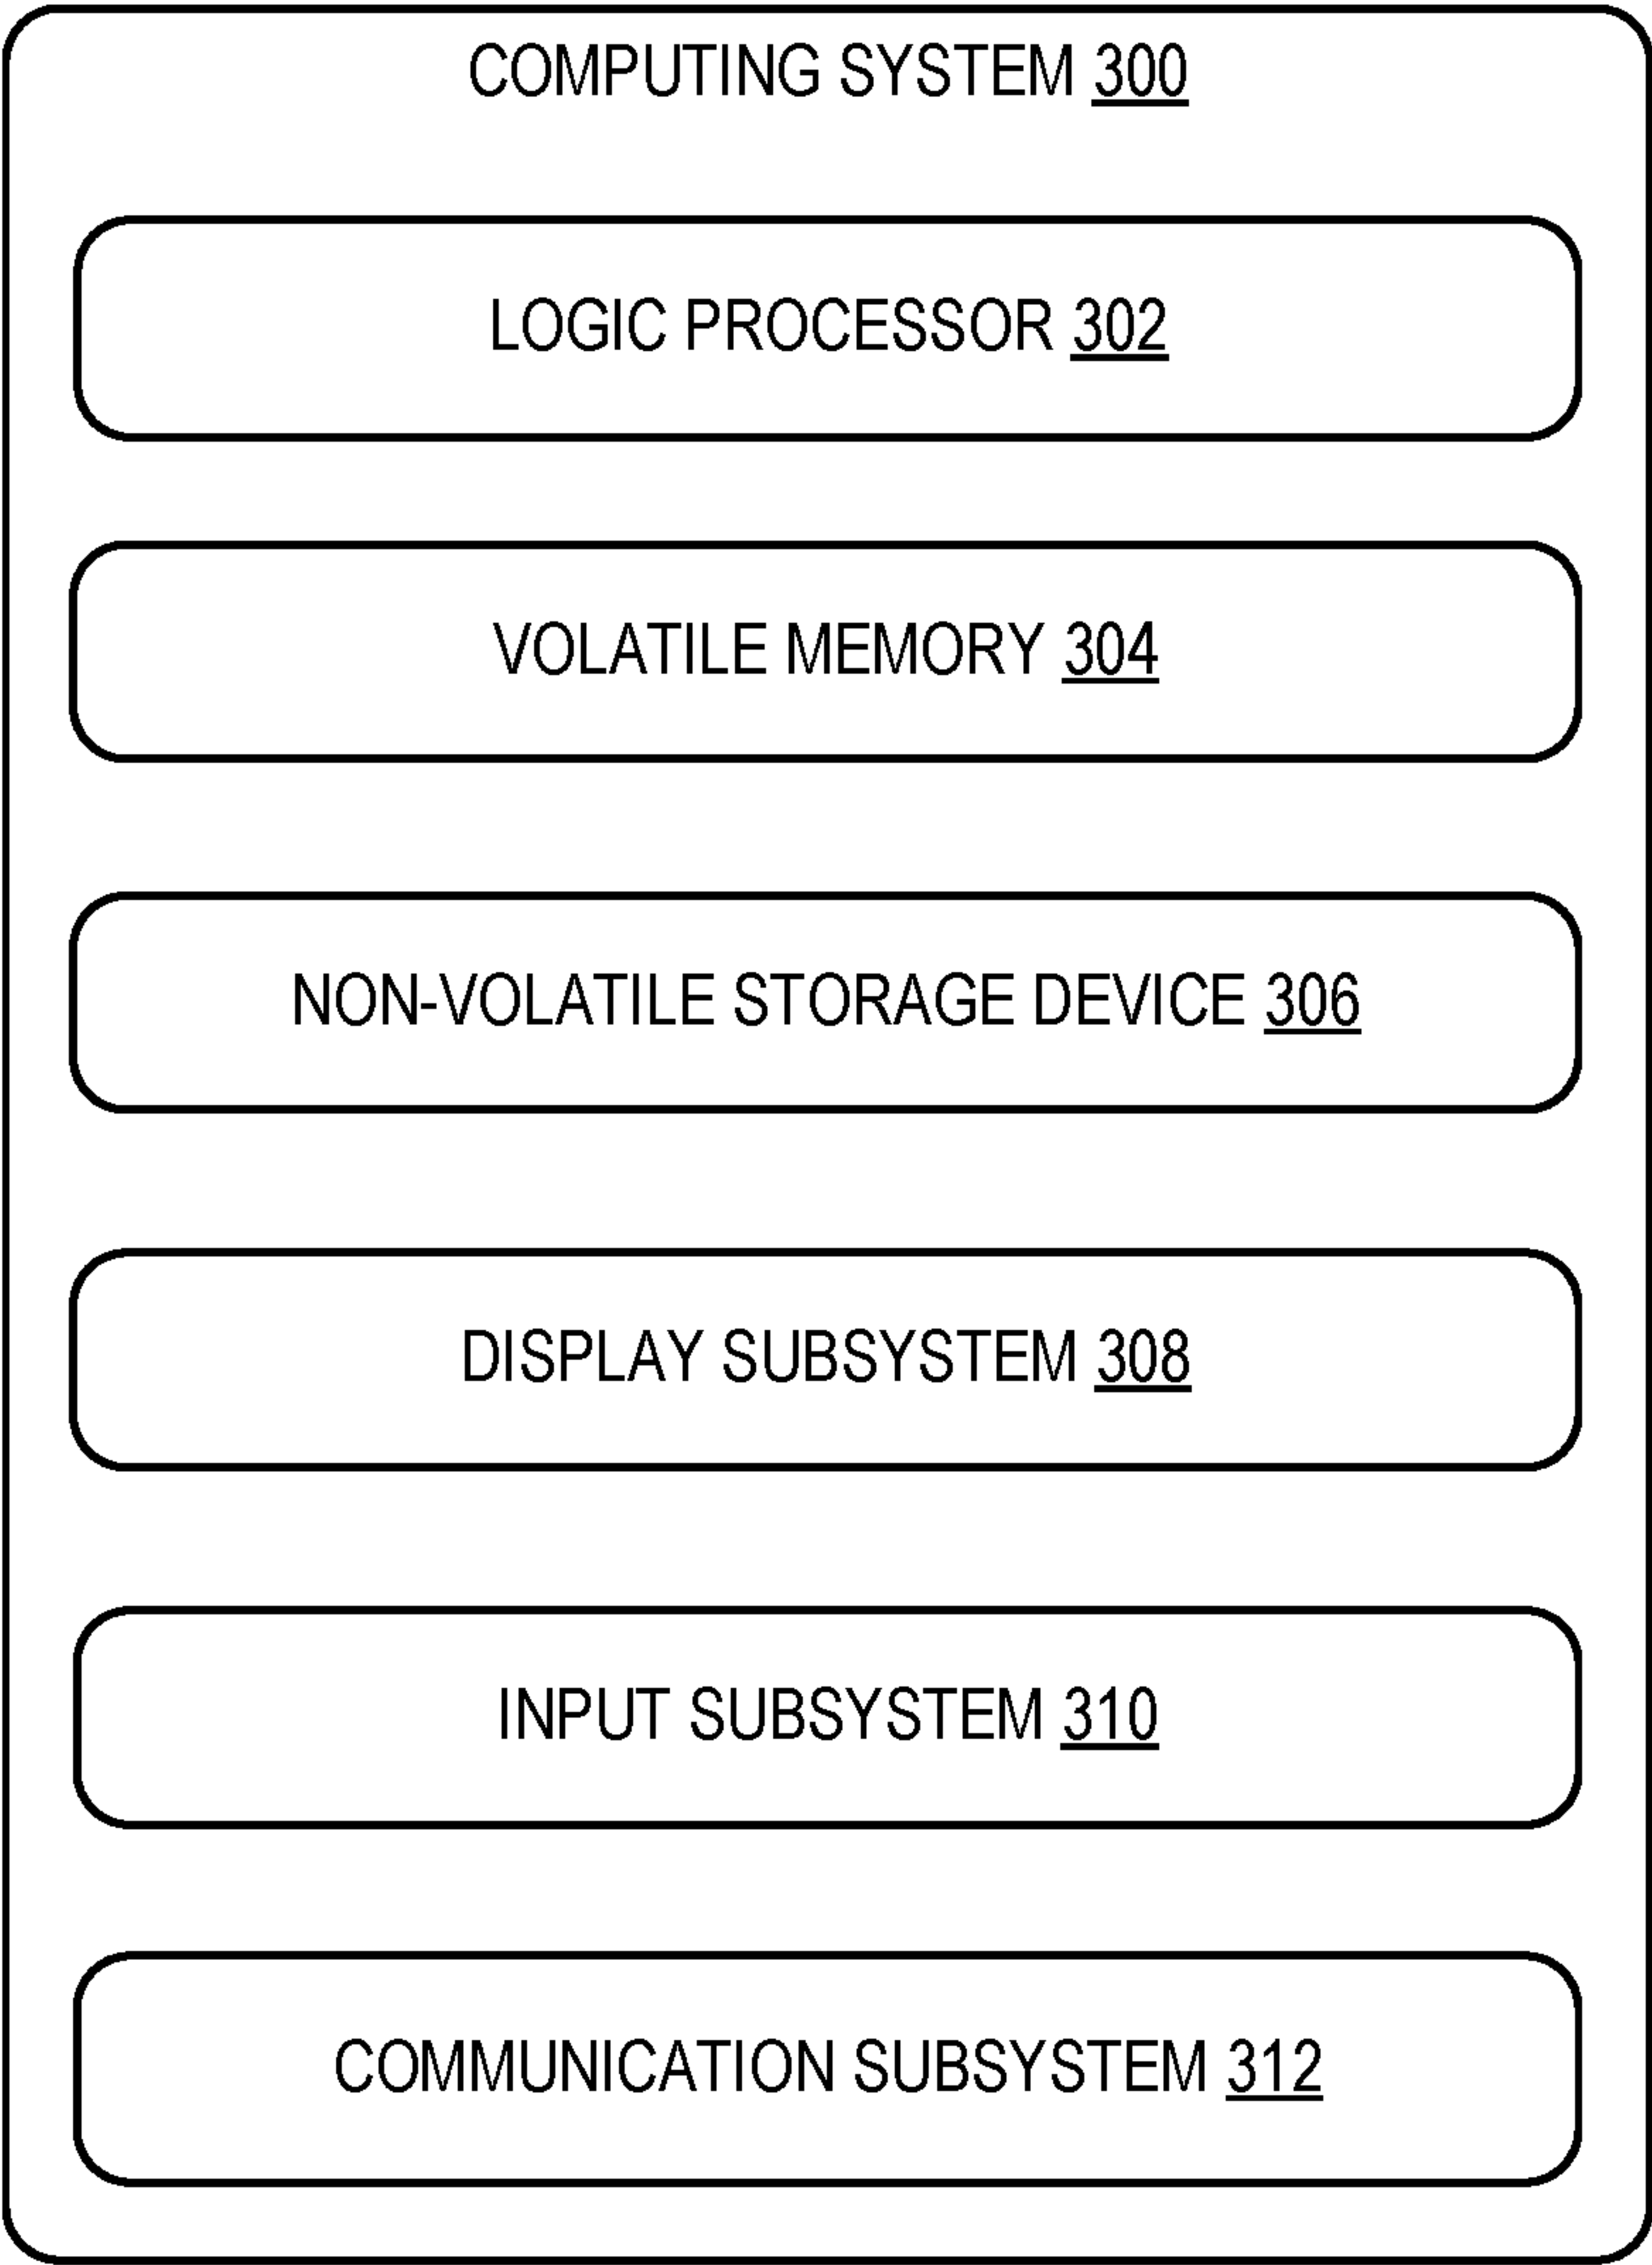 COMPUTING SYSTEM 300
LOGIC PROCESSOR 302
VOLATILE MEMORY 304
NON-VOLATILE STORAGE DEVICE 306
DISPLAY SUBSYSTEM 308
INPUT SUBSYSTEM 310
COMMUNICATION SUBSYSTEM 312